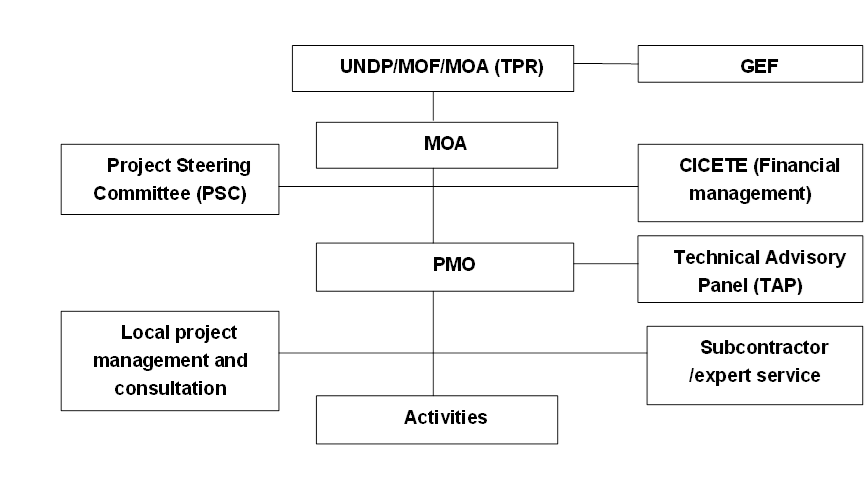 UNDP/MOF/MOA (TPR)
GEF
MOA
Project Steering
Committee (PSC)
CICETE (Financial
management)
PMO
Technical Advisory
Panel (TAP)
Local project
management and
consultation
Subcontractor
/expert service
Activities